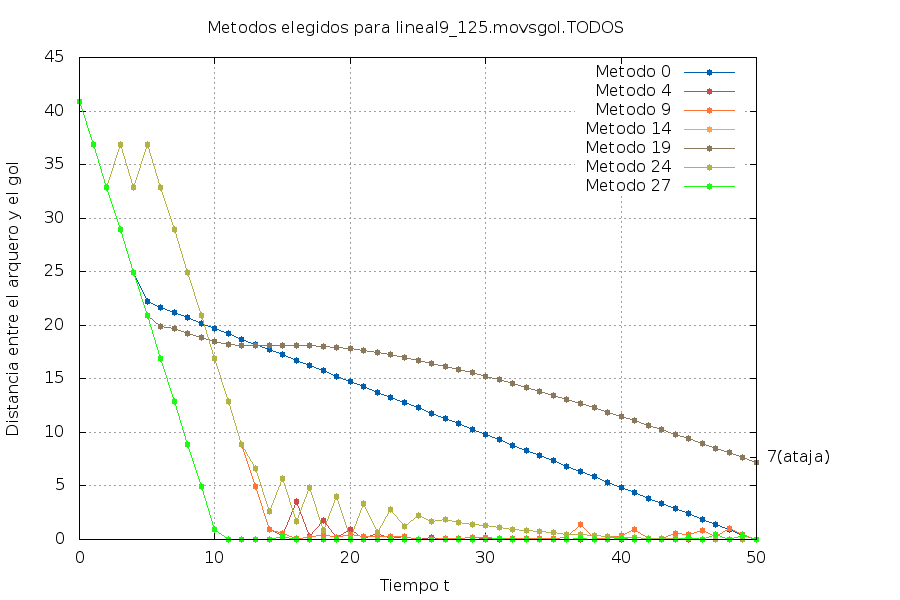 Metodos elegidos para lineal9_125.movsgol.TODOS
Distancia entre el arquero y el gol
45
40
35
30
25
20
15
10
5
0
Metodo 0
Metodo 4
Metodo 9
Metodo 14
Metodo 19
Metodo 24
Metodo 27
7(ataja)
0
10
20
30
40
50
Tiempo t